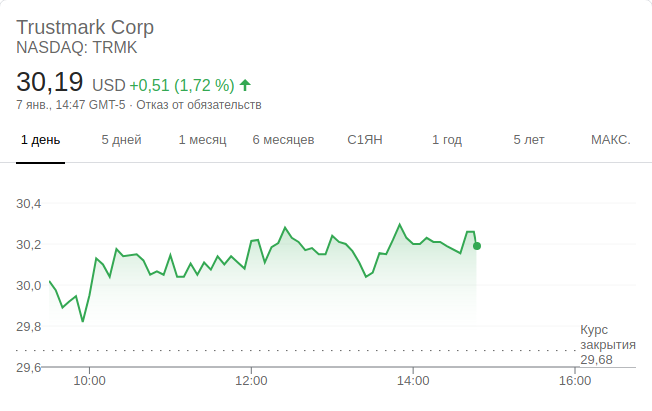 Trustmark Corp
NASDAQ: TRMK
30,19 USD +0,51 (1,72 %)
7 янв., 14:47 GMT-5 · Отказ от обязательств
1 день 5 дней 1 месяц 6 месяцев С1ЯН 1 год 5 лет МАКС.
30,4
30,2
30,0
29,8
29,6
Курс
закрытия
29,68
10:00 12:00 14:00 16:00